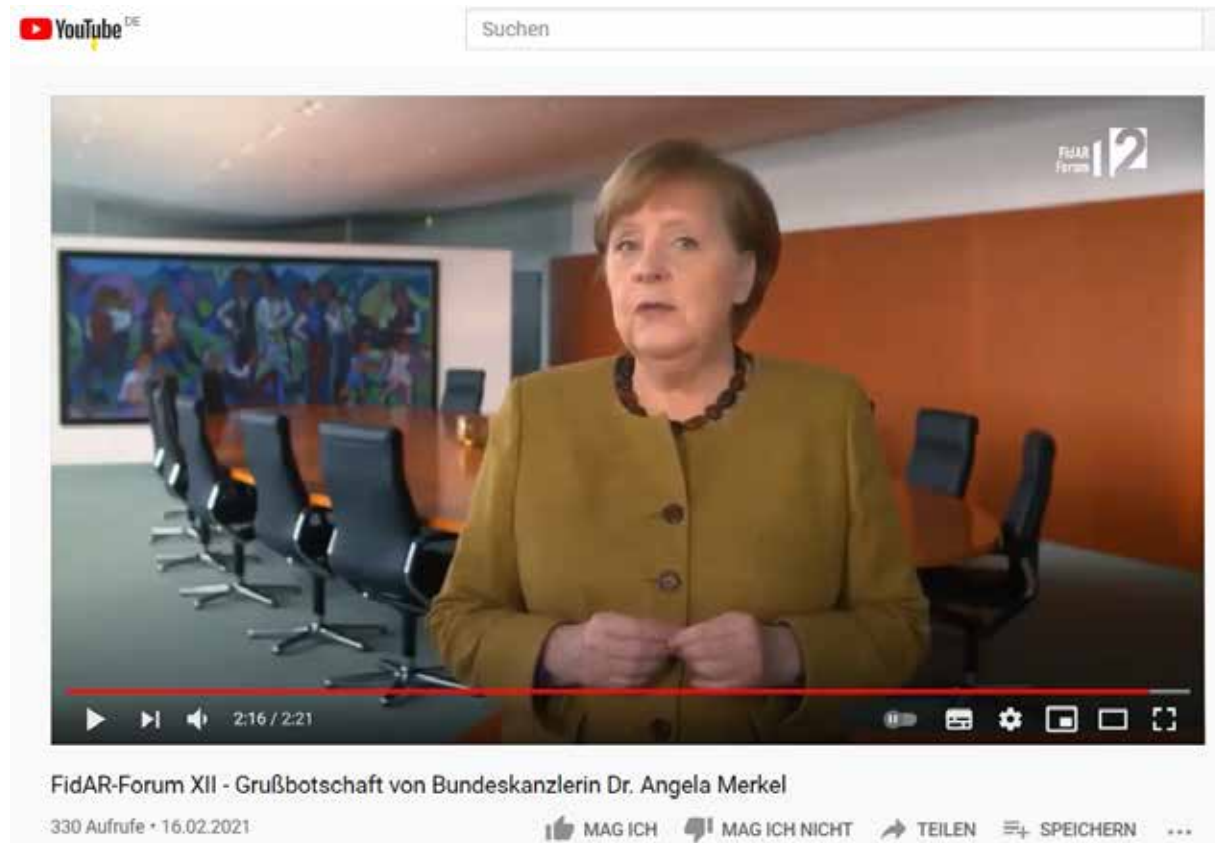 YouTube DE
Suchen
FidAR
Forum 12
2:16 / 2:21
FidAR-Forum XII - Grußbotschaft von Bundeskanzlerin Dr. Angela Merkel
330 Aufrufe • 16.02.2021
MAG ICH MAG ICH NICHT TEILEN SPEICHERN ...